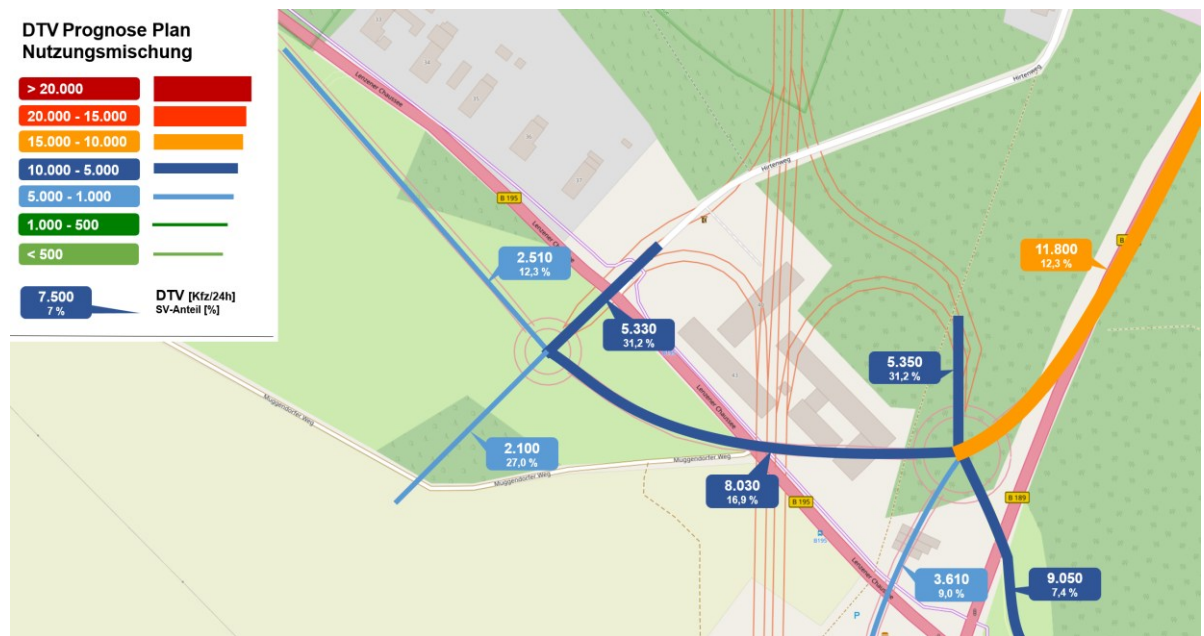 DTV Prognose Plan
Nutzungsmischung
> 20.000
20.000 - 15.000
15.000 - 10.000
10.000 - 5.000
5.000 - 1.000
1.000 - 500
< 500
7.500
7 %
DTV [Kfz/24h]
SV-Anteil [%]
Lenzener Chaussee
Hirtenweg
Hirtenweg
B 195
Lenzener Chaussee
2.510
12,3 %
11.800
12,3 %
5.330
31,2 %
5.350
31,2 %
Lenzener Chaussee
Muggendorfer Weg
2.100
27,0 %
Muggendorfer Weg
Muggendorfer Weg
8.030
16,9 %
B 195
B 189
Lenzener Chaussee
3.610
9,0 %
9.050
7,4 %
P